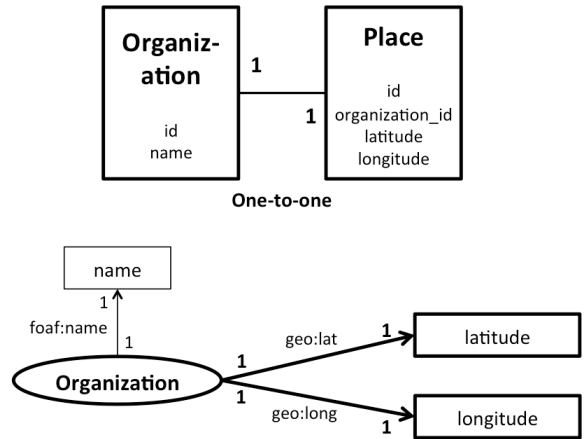 Organiz-
ation
id
name
1
1
Place
id
organization_id
latitude
longitude
One-to-one
name
1
foaf:name
1
Organization
1
geo:lat
1
latitude
1
geo:long
1
longitude